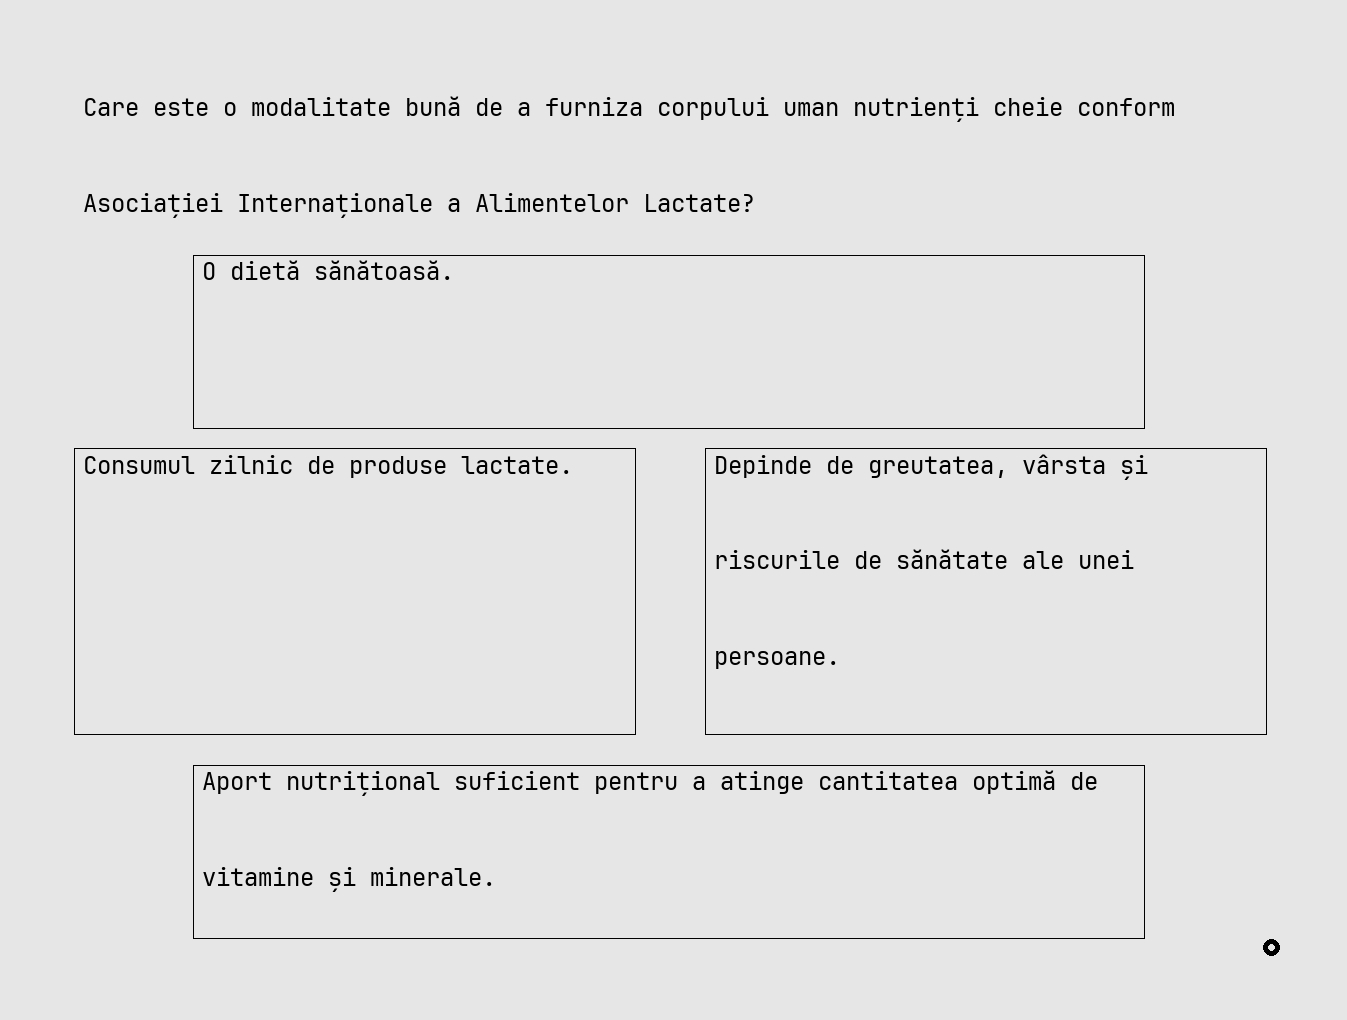 Care este o modalitate bună de a furniza corpului uman nutrienți cheie conform
Asociației Internaționale a Alimentelor Lactate?
O dietă sănătoasă.
Consumul zilnic de produse lactate.
Depinde de greutatea, vârsta și
riscurile de sănătate ale unei
persoane.
Aport nutrițional suficient pentru a atinge cantitatea optimă de
vitamine și minerale.